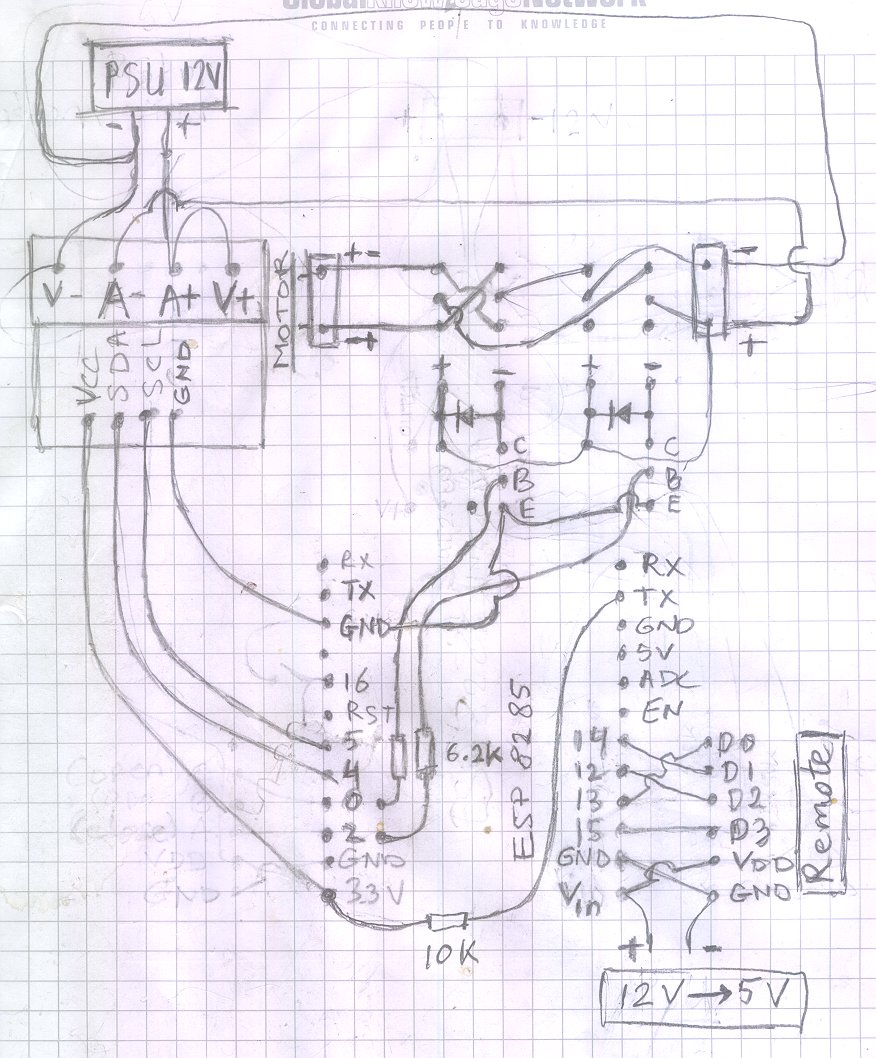 GlobalKnowledgeNetwork
CONNECTING PEOPLE TO KNOWLEDGE
PSU 12V
- +
V- A- A+ V+
MOTOR
+ -
- +
-
+
VCC SDA SCL GND
+ - + -
C C
B B
E E
RX RX
TX TX
GND GND
5V
16 ADC
RST EN
5 14 D0
4 12 D1
0 13 D2
2 15 D3
GND GND VDD
33V Vin GND
6.2K
ESP 8285
Remote
10K
+ -
12V → 5V